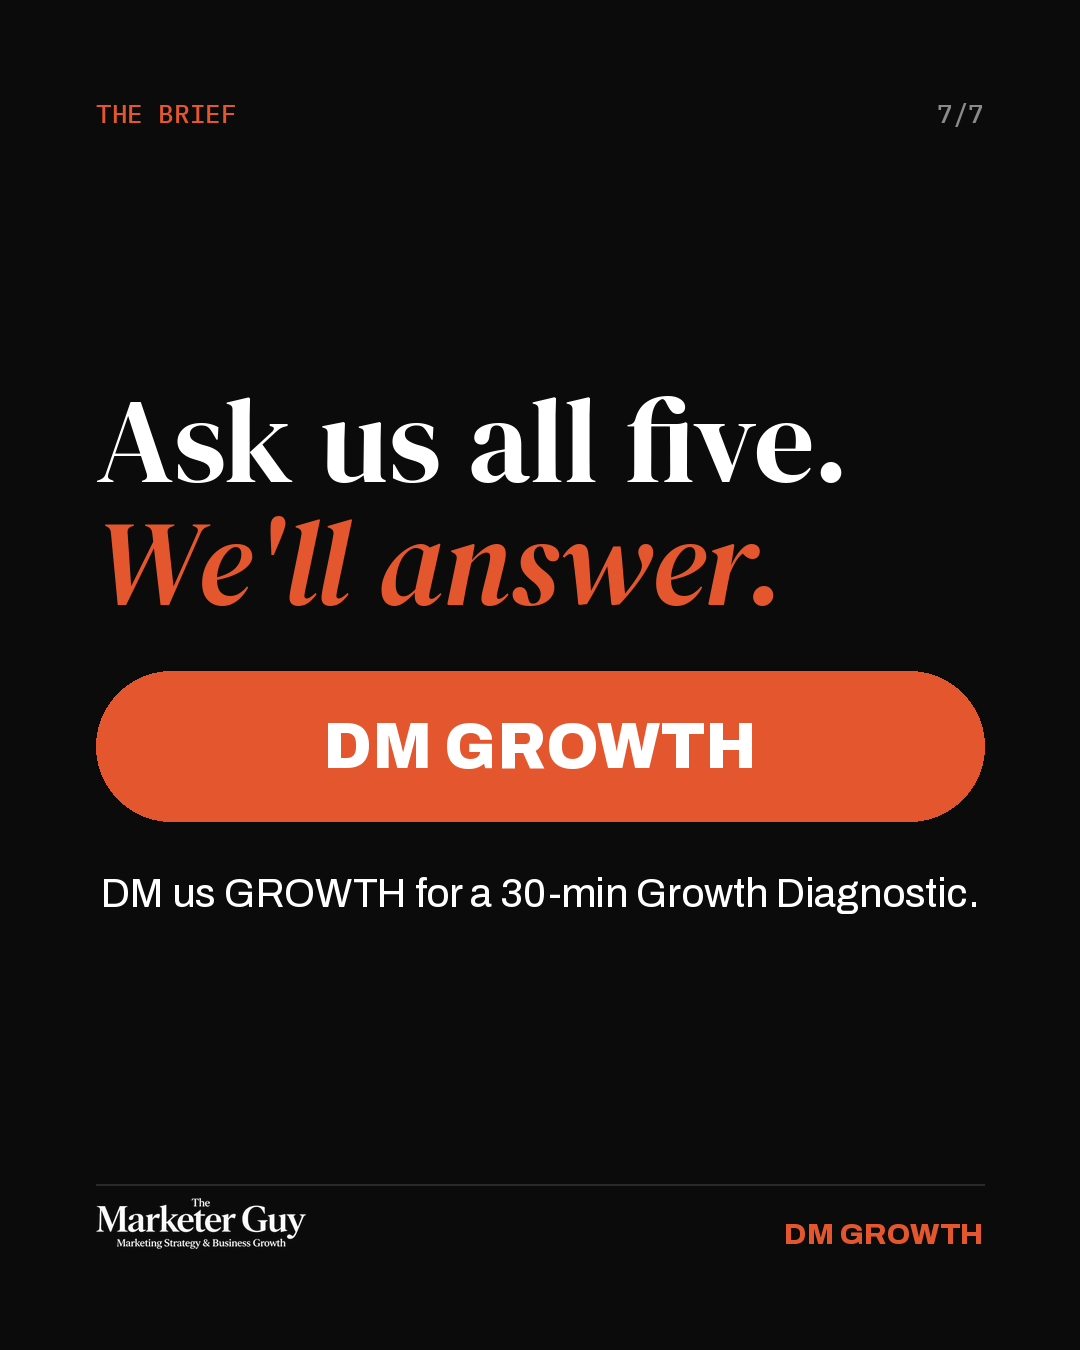 THE BRIEF
7/7
Ask us all five.
We'll answer.
DM GROWTH
DM us GROWTH for a 30-min Growth Diagnostic.
The
Marketer Guy
Marketing Strategy & Business Growth
DM GROWTH